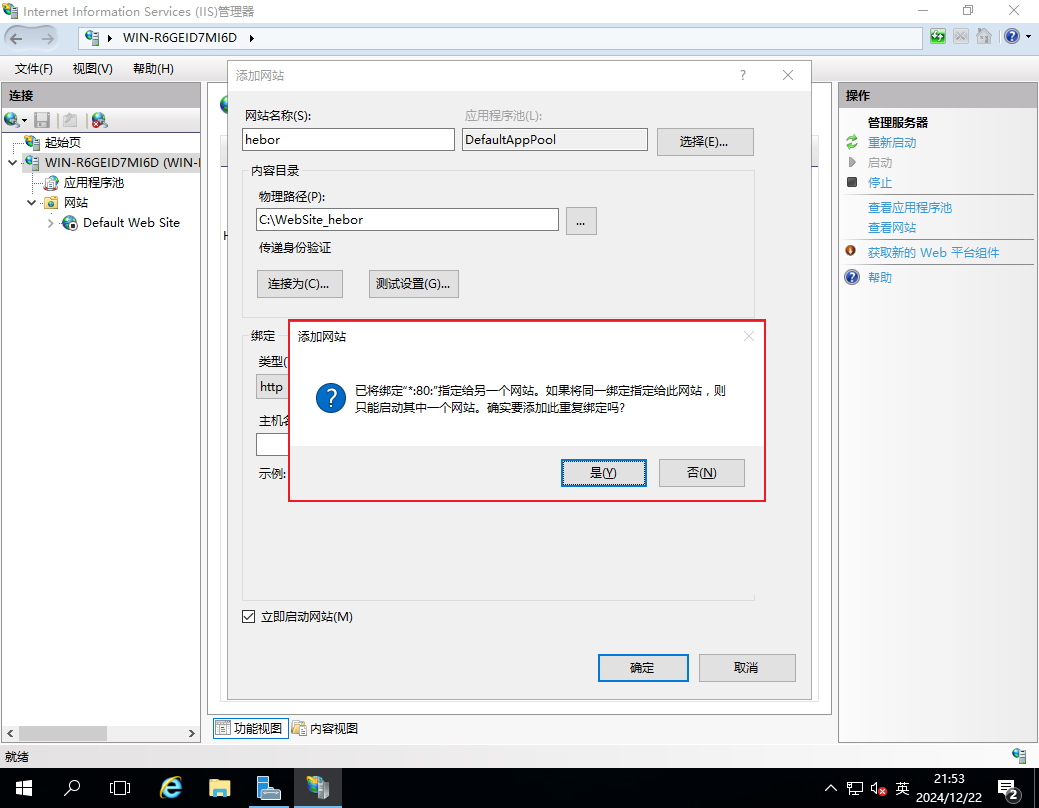 Internet Information Services (IIS)管理器
WIN-R6GEID7MI6D
文件(F) 视图(V) 帮助(H)
连接
起始页
WIN-R6GEID7MI6D (WIN-
应用程序池
网站
Default Web Site
添加网站
网站名称(S):
应用程序池(L):
hebor
DefaultAppPool
选择(E)...
内容目录
物理路径(P):
C:\WebSite_hebor
...
传递身份验证
连接为(C)...
测试设置(G)...
绑定
类型(
http
主机名
示例:
添加网站
已将绑定“*:80:”指定给另一个网站。如果将同一绑定指定给此网站，则
只能启动其中一个网站。确实要添加此重复绑定吗?
是(Y)
否(N)
立即启动网站(M)
确定
取消
功能视图
内容视图
操作
管理服务器
重新启动
启动
停止
查看应用程序池
查看网站
获取新的 Web 平台组件
帮助
就绪
英
21:53
2024/12/22
2